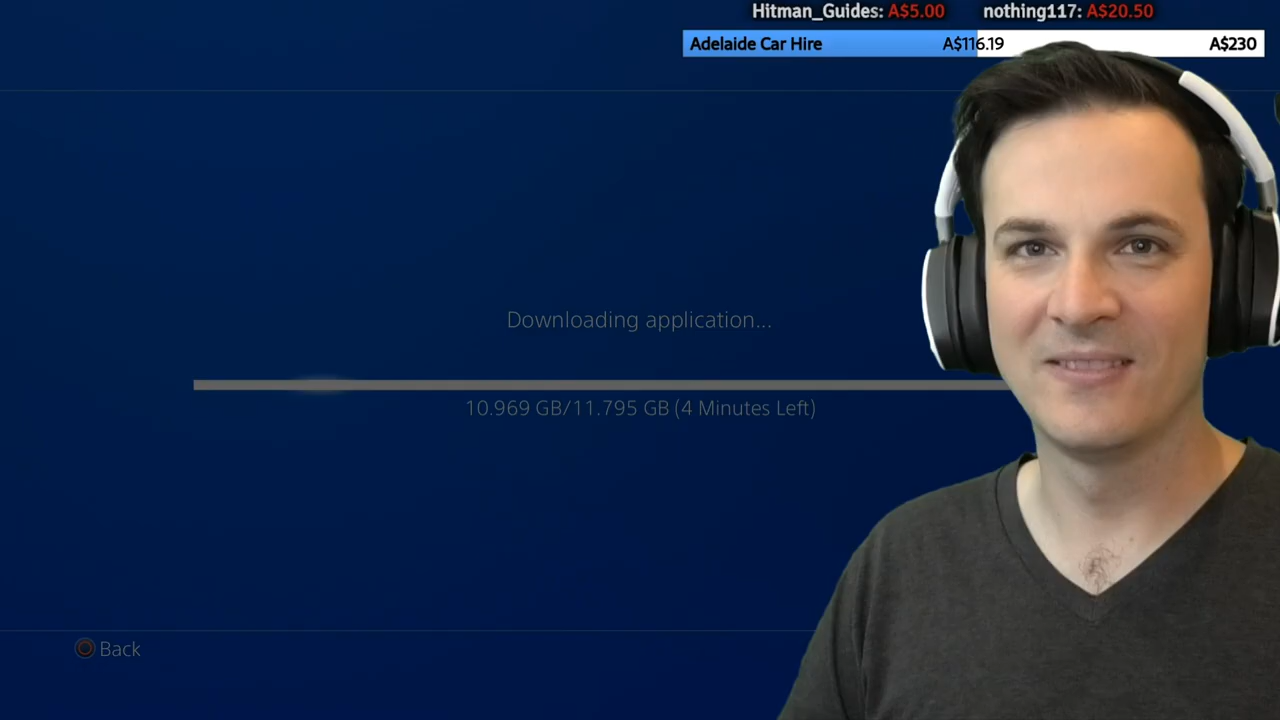 Hitman_Guides: A$5.00 nothing117: A$20.50
Adelaide Car Hire A$116.19 A$230
Downloading application...
10.969 GB/11.795 GB (4 Minutes Left)
Back